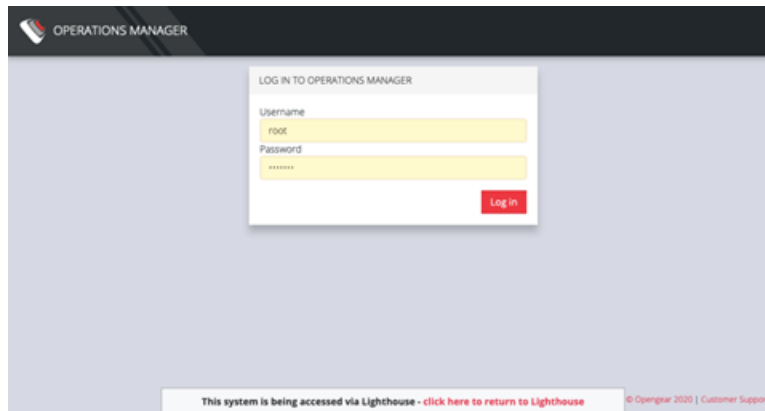 OPERATIONS MANAGER
LOG IN TO OPERATIONS MANAGER
Username
root
Password
•••••••
Log in
This system is being accessed via Lighthouse - click here to return to Lighthouse
© Opengear 2020 | Customer Suppor